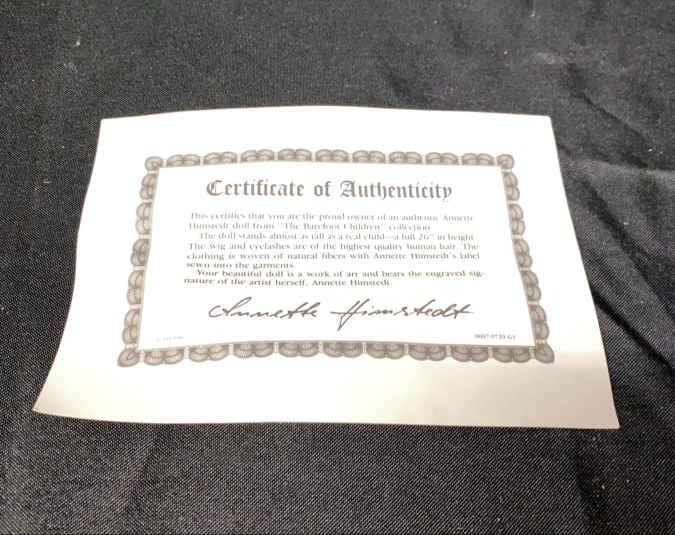 Certificate of Authenticity
This certifies that you are the proud owner of an authentic Annette
Himstedt doll from "The Barefoot Children" collection.
The doll stands almost as tall as a real child—a full 26" in height.
The wig and eyelashes are of the highest quality human hair. The
clothing is woven of natural fibers with Annette Himstedt's label
sewn into the garments.
Your beautiful doll is a work of art and bears the engraved sig-
nature of the artist herself, Annette Himstedt.
Annette Himstedt